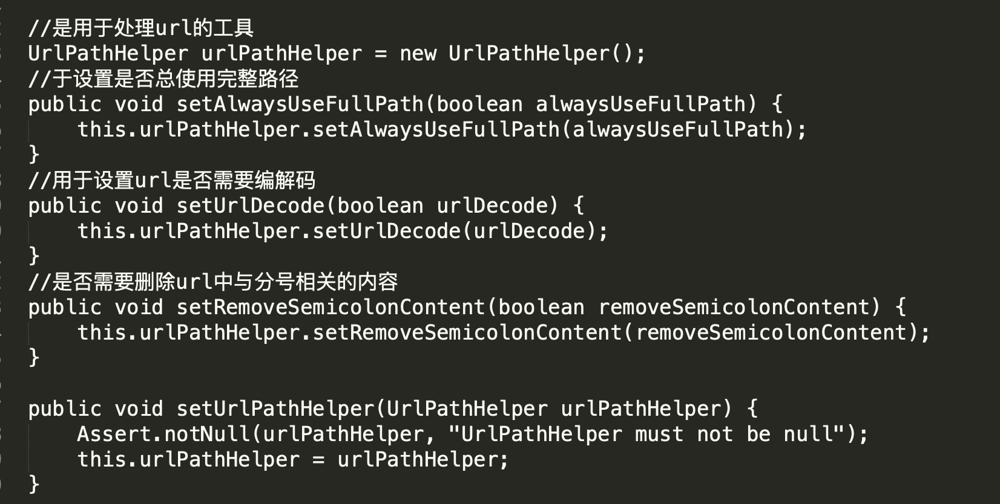 //是用于处理url的工具
UrlPathHelper urlPathHelper = new UrlPathHelper();
//于设置是否总使用完整路径
public void setAlwaysUseFullPath(boolean alwaysUseFullPath) {
    this.urlPathHelper.setAlwaysUseFullPath(alwaysUseFullPath);
}
//用于设置url是否需要编解码
public void setUrlDecode(boolean urlDecode) {
    this.urlPathHelper.setUrlDecode(urlDecode);
}
//是否需要删除url中与分号相关的内容
public void setRemoveSemicolonContent(boolean removeSemicolonContent) {
    this.urlPathHelper.setRemoveSemicolonContent(removeSemicolonContent);
}
public void setUrlPathHelper(UrlPathHelper urlPathHelper) {
    Assert.notNull(urlPathHelper, "UrlPathHelper must not be null");
    this.urlPathHelper = urlPathHelper;
}